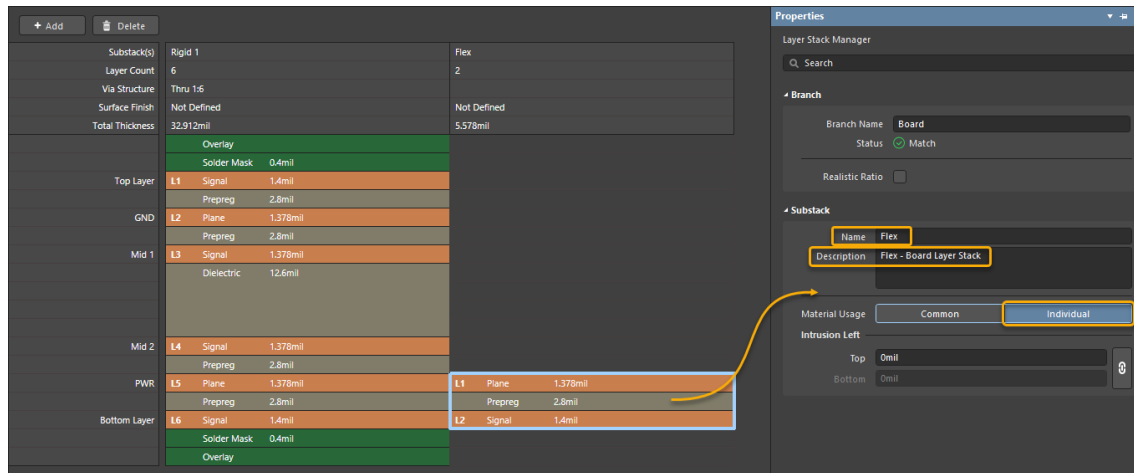 + Add Delete
Substack(s) Rigid 1 Flex
Layer Count 6 2
Via Structure Thru 1:6
Surface Finish Not Defined Not Defined
Total Thickness 32.912mil 5.578mil
Overlay
Solder Mask 0.4mil
Top Layer L1 Signal 1.4mil
Prepreg 2.8mil
GND L2 Plane 1.378mil
Prepreg 2.8mil
Mid 1 L3 Signal 1.378mil
Dielectric 12.6mil
Mid 2 L4 Signal 1.378mil
Prepreg 2.8mil
PWR L5 Plane 1.378mil L1 Plane 1.378mil
Prepreg 2.8mil Prepreg 2.8mil
Bottom Layer L6 Signal 1.4mil L2 Signal 1.4mil
Solder Mask 0.4mil
Overlay
Properties
Layer Stack Manager
Search
Branch
Branch Name Board
Status Match
Realistic Ratio
Substack
Name Flex
Description Flex - Board Layer Stack
Material Usage Common Individual
Intrusion Left
Top 0mil
Bottom 0mil